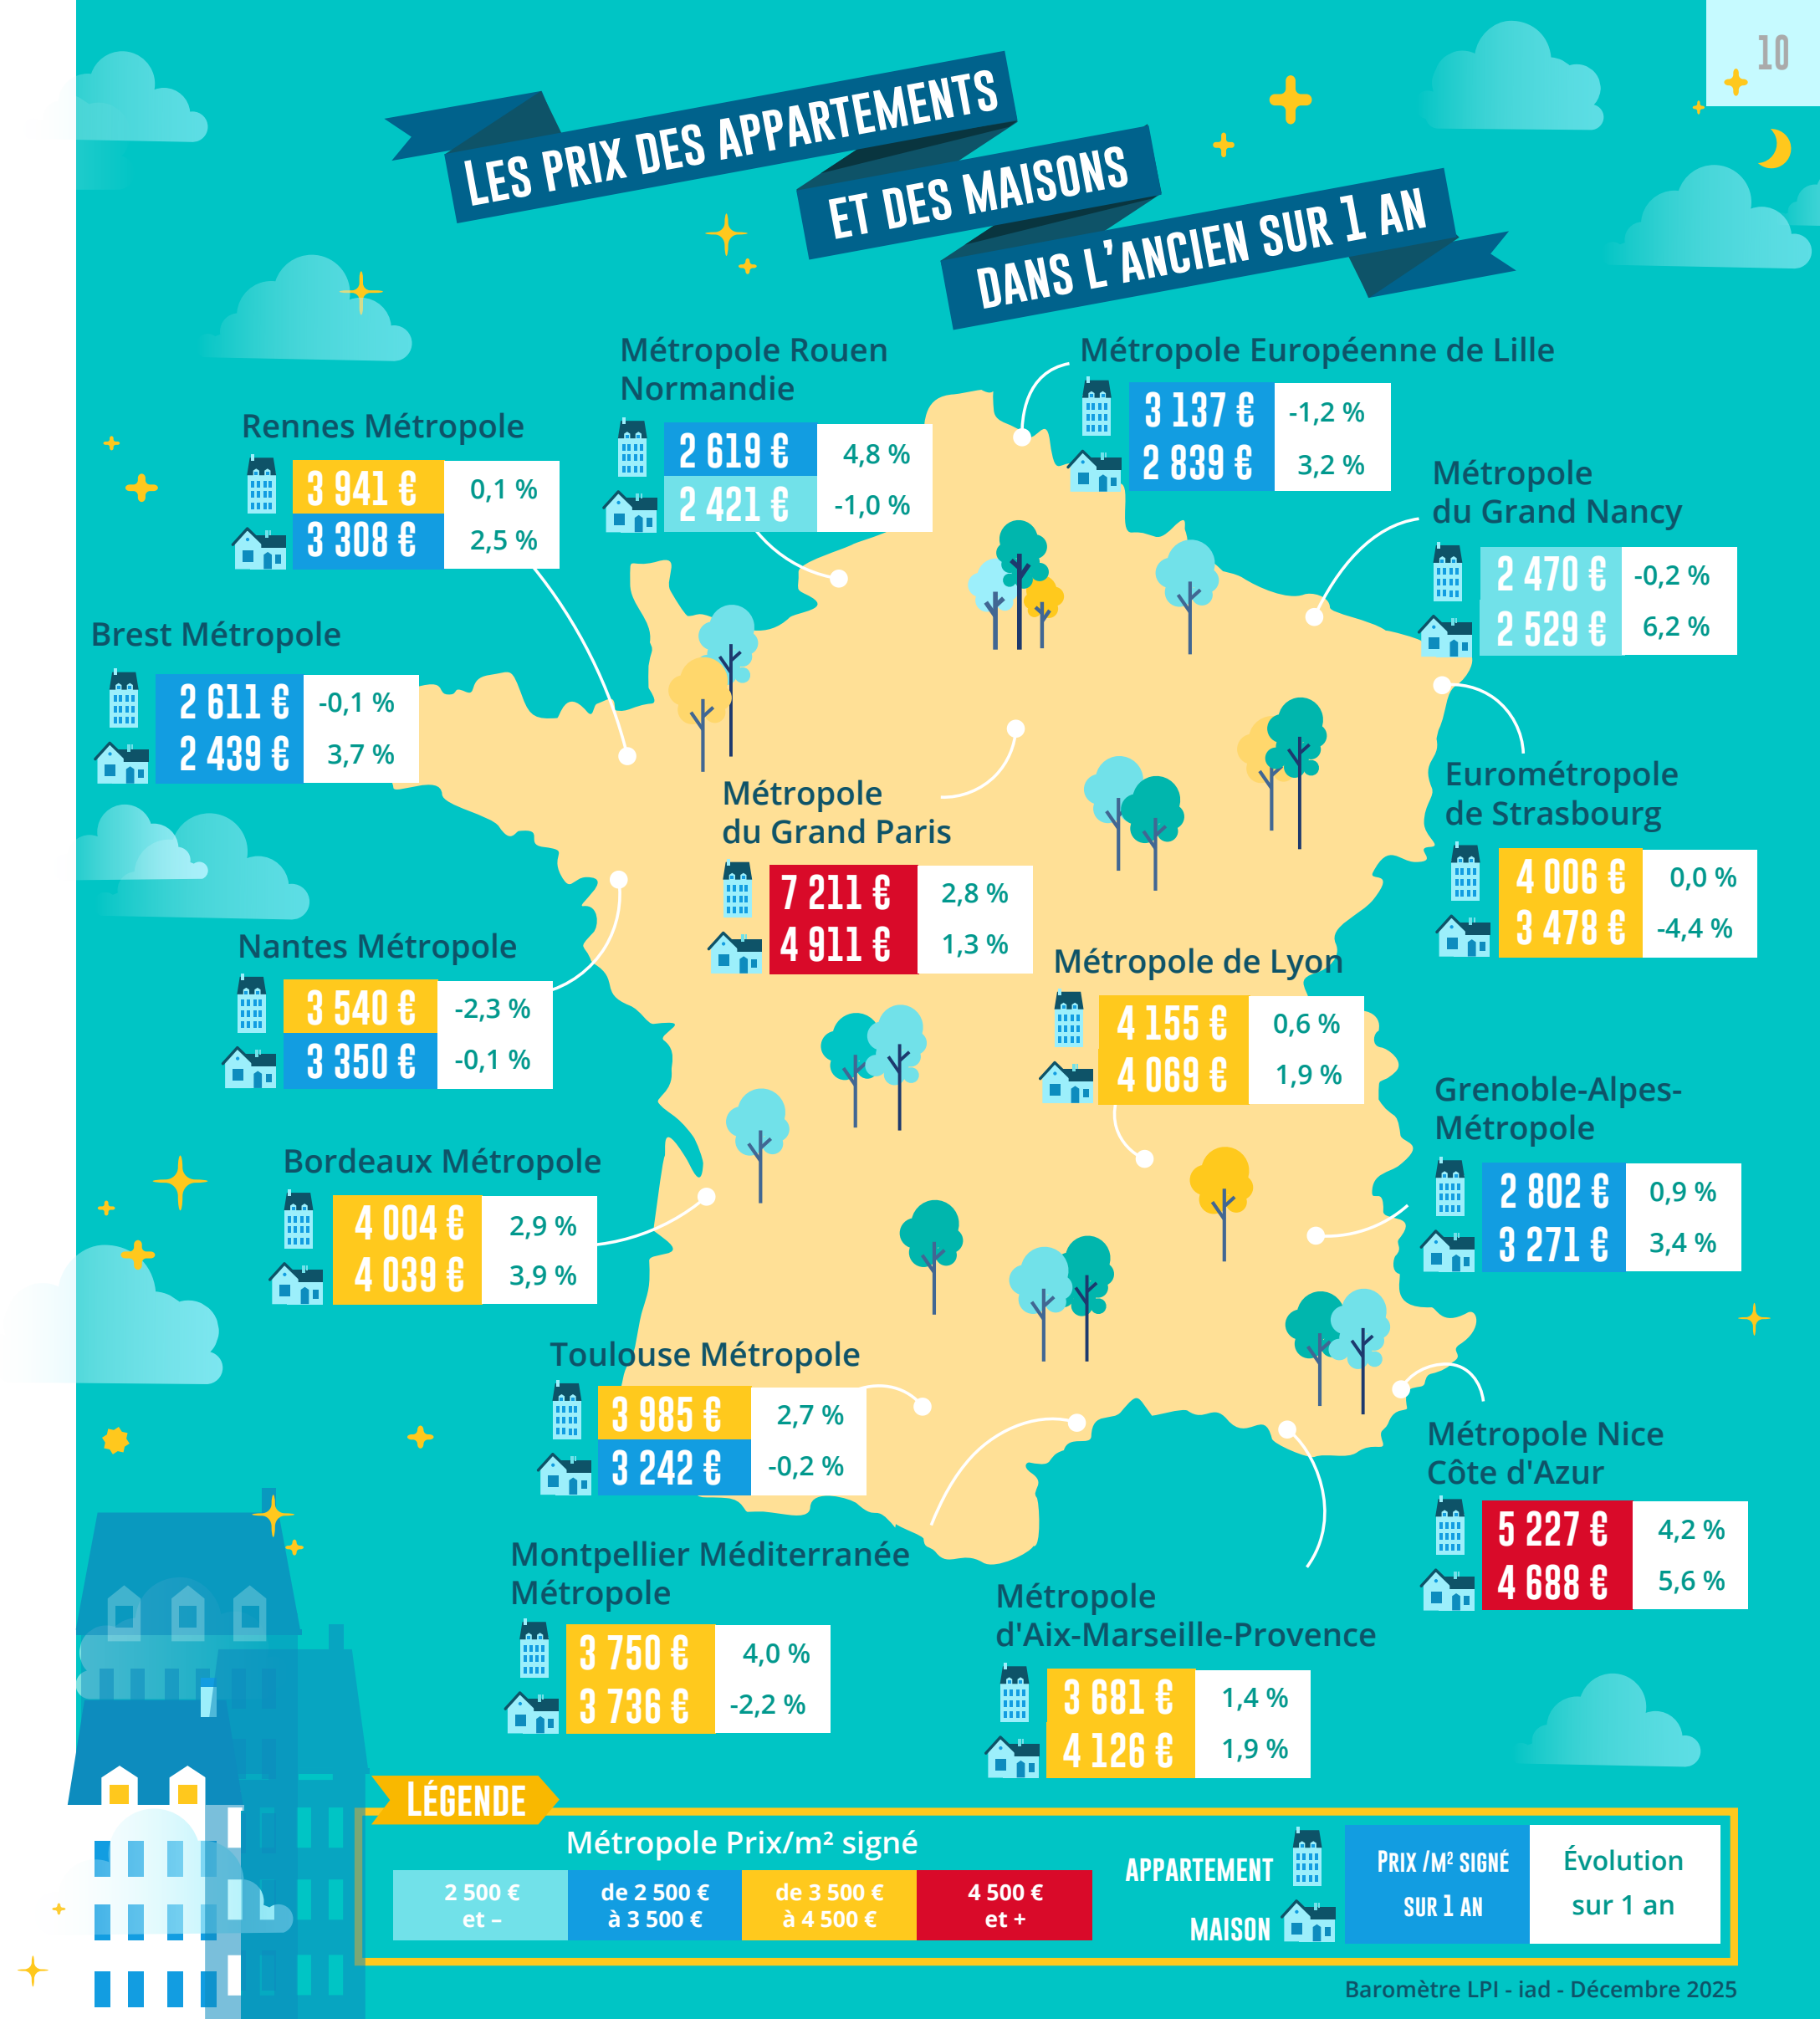 10
LES PRIX DES APPARTEMENTS
ET DES MAISONS
DANS L'ANCIEN SUR 1 AN
Métropole Rouen
Normandie
2 619 € 4,8 %
2 421 € -1,0 %
Métropole Européenne de Lille
3 137 € -1,2 %
2 839 € 3,2 %
Rennes Métropole
3 941 € 0,1 %
3 308 € 2,5 %
Métropole
du Grand Nancy
2 470 € -0,2 %
2 529 € 6,2 %
Brest Métropole
2 611 € -0,1 %
2 439 € 3,7 %
Métropole
du Grand Paris
7 211 € 2,8 %
4 911 € 1,3 %
Eurométropole
de Strasbourg
4 006 € 0,0 %
3 478 € -4,4 %
Nantes Métropole
3 540 € -2,3 %
3 350 € -0,1 %
Métropole de Lyon
4 155 € 0,6 %
4 069 € 1,9 %
Grenoble-Alpes-
Métropole
2 802 € 0,9 %
3 271 € 3,4 %
Bordeaux Métropole
4 004 € 2,9 %
4 039 € 3,9 %
Toulouse Métropole
3 985 € 2,7 %
3 242 € -0,2 %
Métropole Nice
Côte d'Azur
5 227 € 4,2 %
4 688 € 5,6 %
Montpellier Méditerranée
Métropole
3 750 € 4,0 %
3 736 € -2,2 %
Métropole
d'Aix-Marseille-Provence
3 681 € 1,4 %
4 126 € 1,9 %
LÉGENDE
Métropole Prix/m² signé
2 500 €
et –
de 2 500 €
à 3 500 €
de 3 500 €
à 4 500 €
4 500 €
et +
APPARTEMENT
MAISON
PRIX /M² SIGNÉ
SUR 1 AN
Évolution
sur 1 an
Baromètre LPI - iad - Décembre 2025